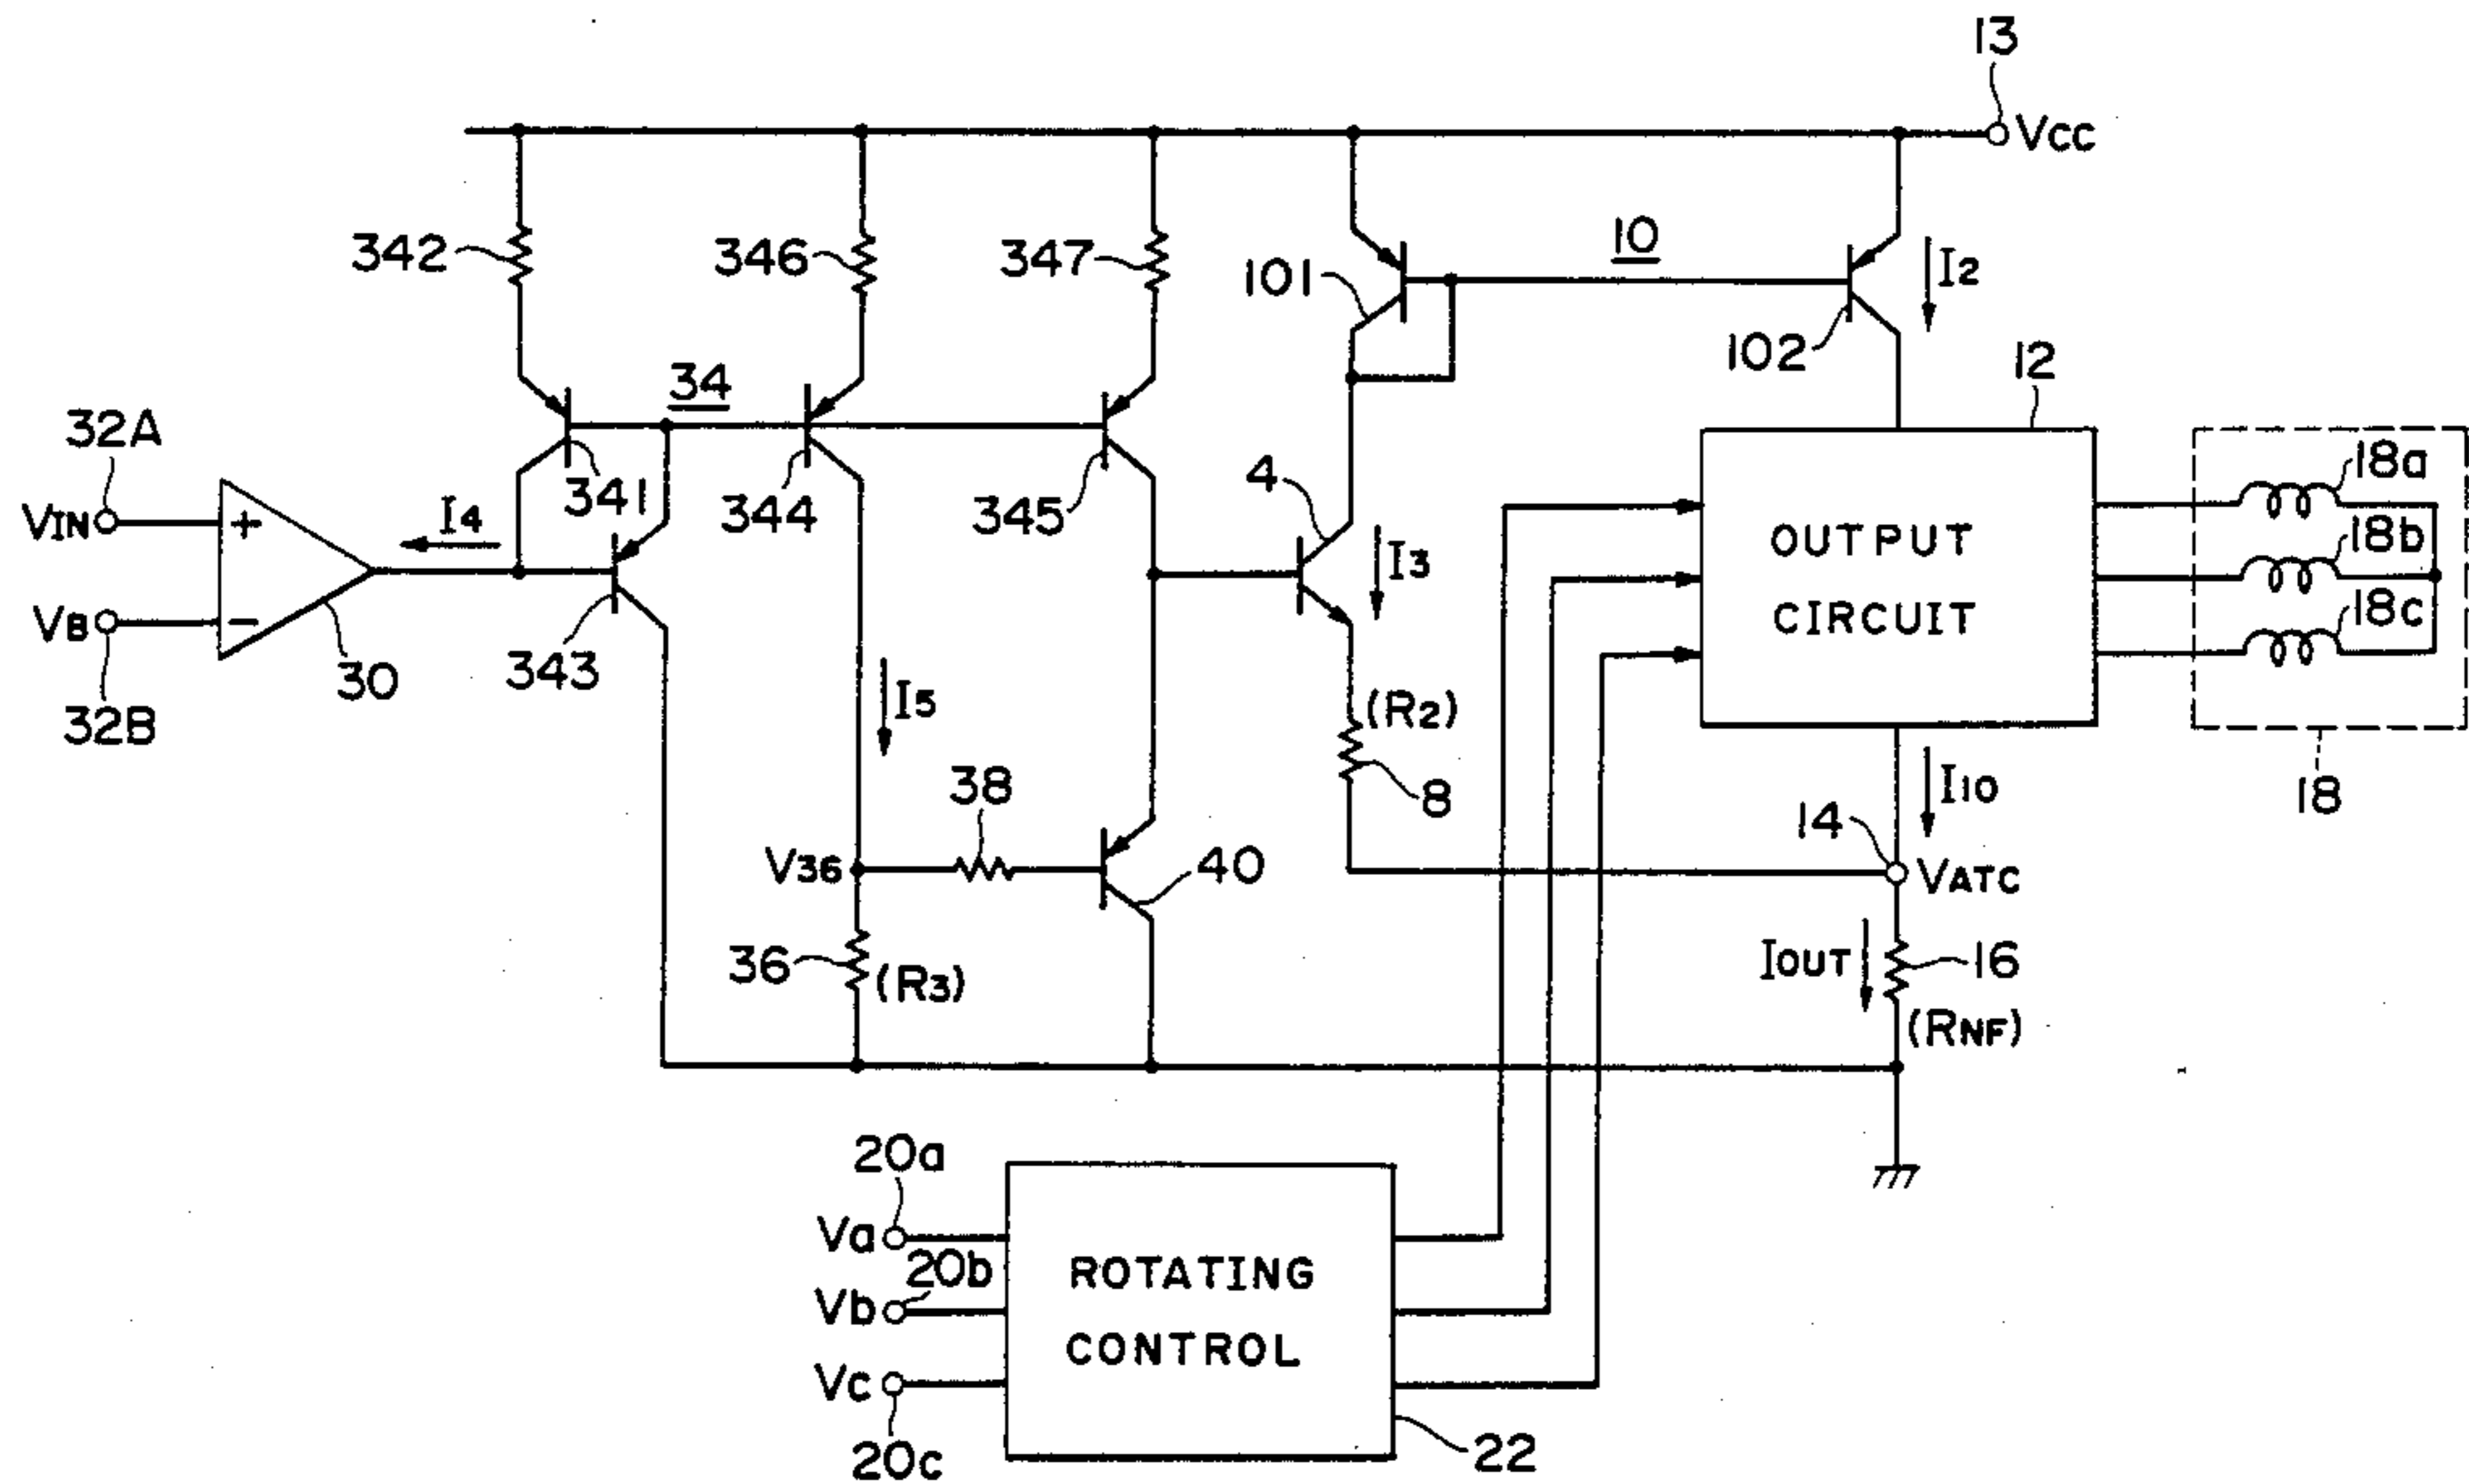 13
VCC
342
346
347
101
10
I2
102
12
34
32A
VIN
+
I4
341
344
345
4
I3
OUTPUT
CIRCUIT
18a
18b
18c
VB
−
30
343
32B
I5
(R2)
8
I10
18
38
14
V36
40
VATC
36
(R3)
IOUT
16
(RNF)
20a
Va
20b
ROTATING
CONTROL
Vb
Vc
20c
22